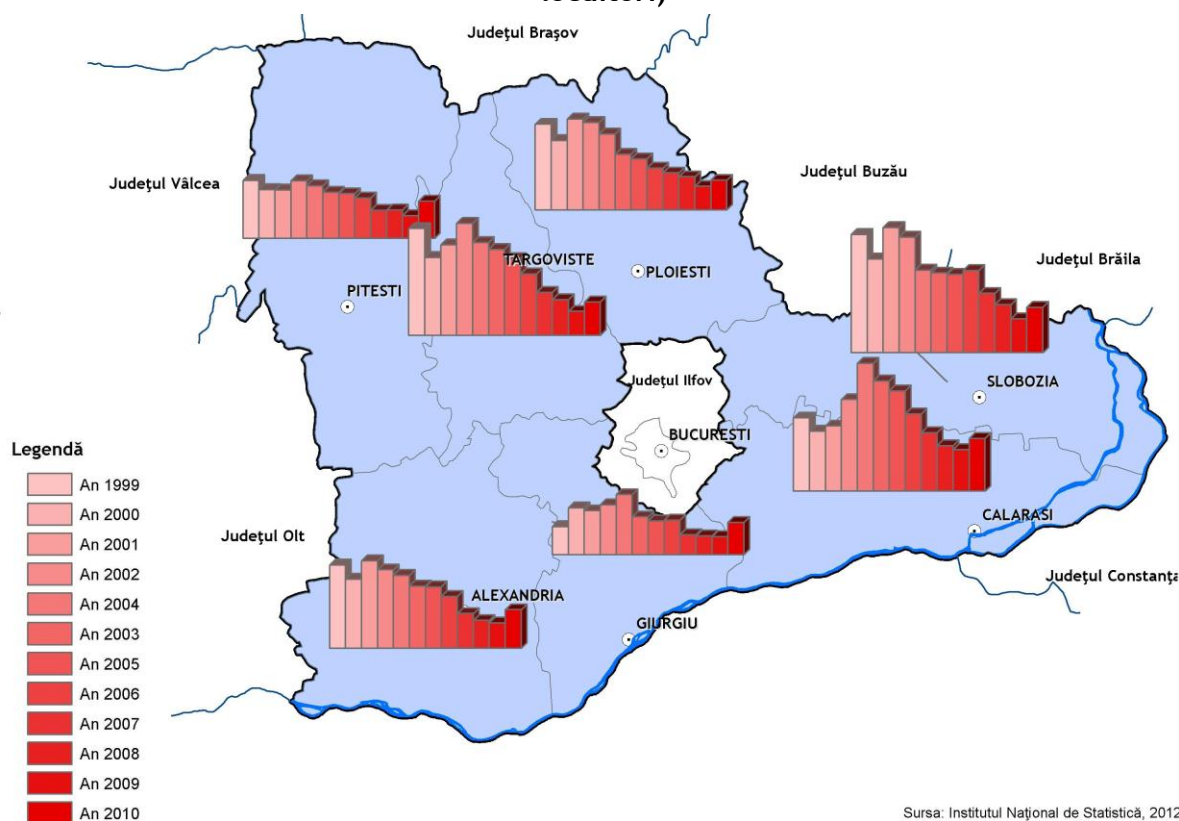 Județul Brașov
Județul Vâlcea
Județul Buzău
Județul Brăila
TARGOVISTE
PLOIESTI
PITESTI
Județul Ilfov
SLOBOZIA
BUCURESTI
Legendă
An 1999
An 2000
An 2001
An 2002
An 2004
An 2003
An 2005
An 2006
An 2007
An 2008
An 2009
An 2010
Județul Olt
CALARASI
Județul Constanța
ALEXANDRIA
GIURGIU
Sursa: Institutul Național de Statistică, 2012